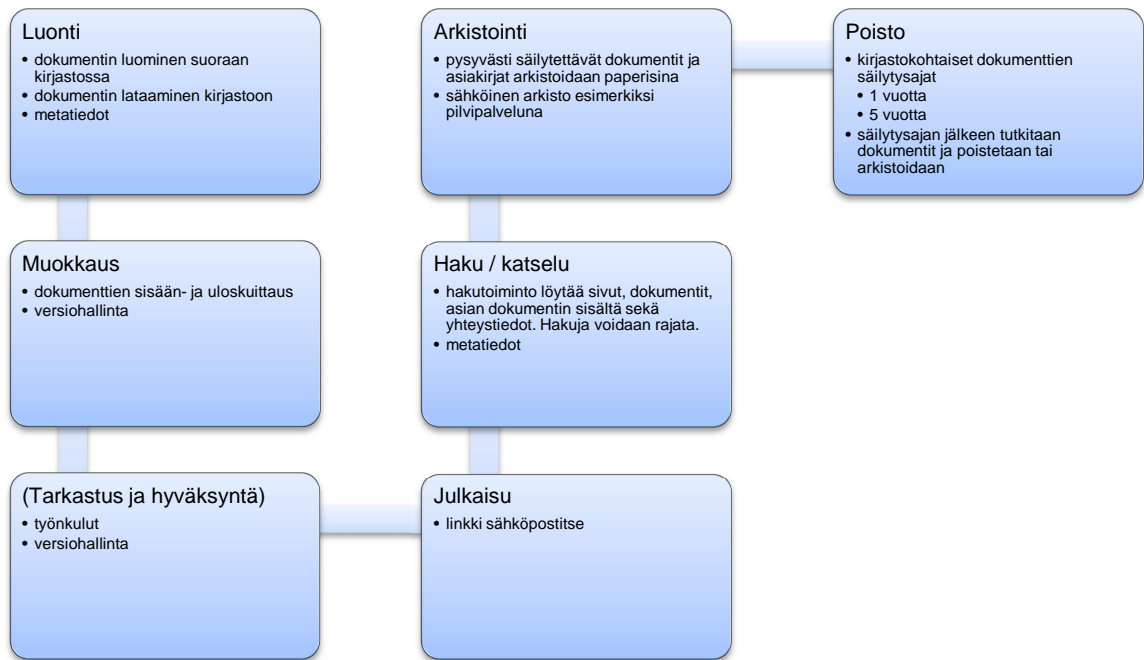 Luonti
• dokumentin luominen suoraan
kirjastossa
• dokumentin lataaminen kirjastoon
• metatiedot
Muokkaus
• dokumenttien sisään- ja uloskuittaus
• versiohallinta
(Tarkastus ja hyväksyntä)
• työnkulut
• versiohallinta
Julkaisu
• linkki sähköpostitse
Haku / katselu
• hakutoiminto löytää sivut, dokumentit,
asian dokumentin sisältä sekä
yhteystiedot. Hakuja voidaan rajata.
• metatiedot
Arkistointi
• pysyvästi säilytettävät dokumentit ja
asiakirjat arkistoidaan paperisina
• sähköinen arkisto esimerkiksi
pilvipalveluna
Poisto
• kirjastokohtaiset dokumenttien
säilytysajat
• 1 vuotta
• 5 vuotta
• säilytysajan jälkeen tutkitaan
dokumentit ja poistetaan tai
arkistoidaan